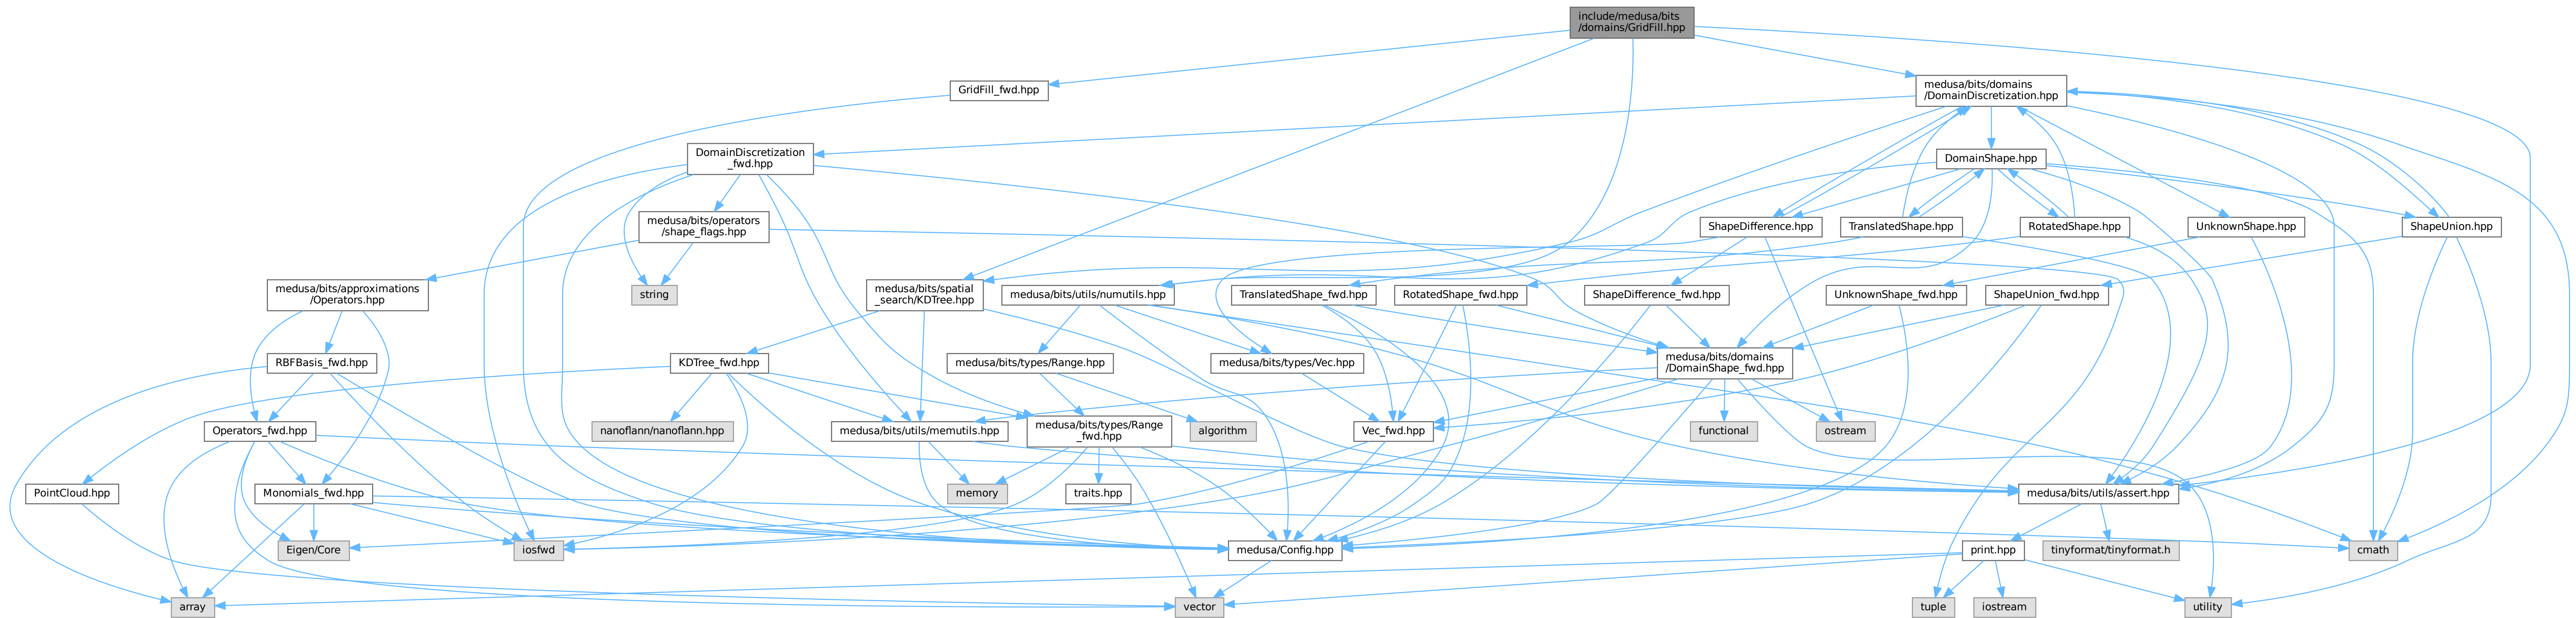 include/medusa/bits
/domains/GridFill.hpp
GridFill_fwd.hpp
medusa/bits/domains
/DomainDiscretization.hpp
DomainDiscretization
_fwd.hpp
DomainShape.hpp
medusa/bits/operators
/shape_flags.hpp
ShapeDifference.hpp
TranslatedShape.hpp
RotatedShape.hpp
UnknownShape.hpp
ShapeUnion.hpp
medusa/bits/approximations
/Operators.hpp
string
medusa/bits/spatial
_search/KDTree.hpp
medusa/bits/utils/numutils.hpp
TranslatedShape_fwd.hpp
RotatedShape_fwd.hpp
ShapeDifference_fwd.hpp
UnknownShape_fwd.hpp
ShapeUnion_fwd.hpp
RBFBasis_fwd.hpp
KDTree_fwd.hpp
medusa/bits/types/Range.hpp
medusa/bits/types/Vec.hpp
medusa/bits/domains
/DomainShape_fwd.hpp
Operators_fwd.hpp
nanoflann/nanoflann.hpp
medusa/bits/utils/memutils.hpp
medusa/bits/types/Range
_fwd.hpp
algorithm
Vec_fwd.hpp
functional
ostream
PointCloud.hpp
Monomials_fwd.hpp
memory
traits.hpp
medusa/bits/utils/assert.hpp
Eigen/Core
iosfwd
medusa/Config.hpp
print.hpp
tinyformat/tinyformat.h
cmath
array
vector
tuple
iostream
utility